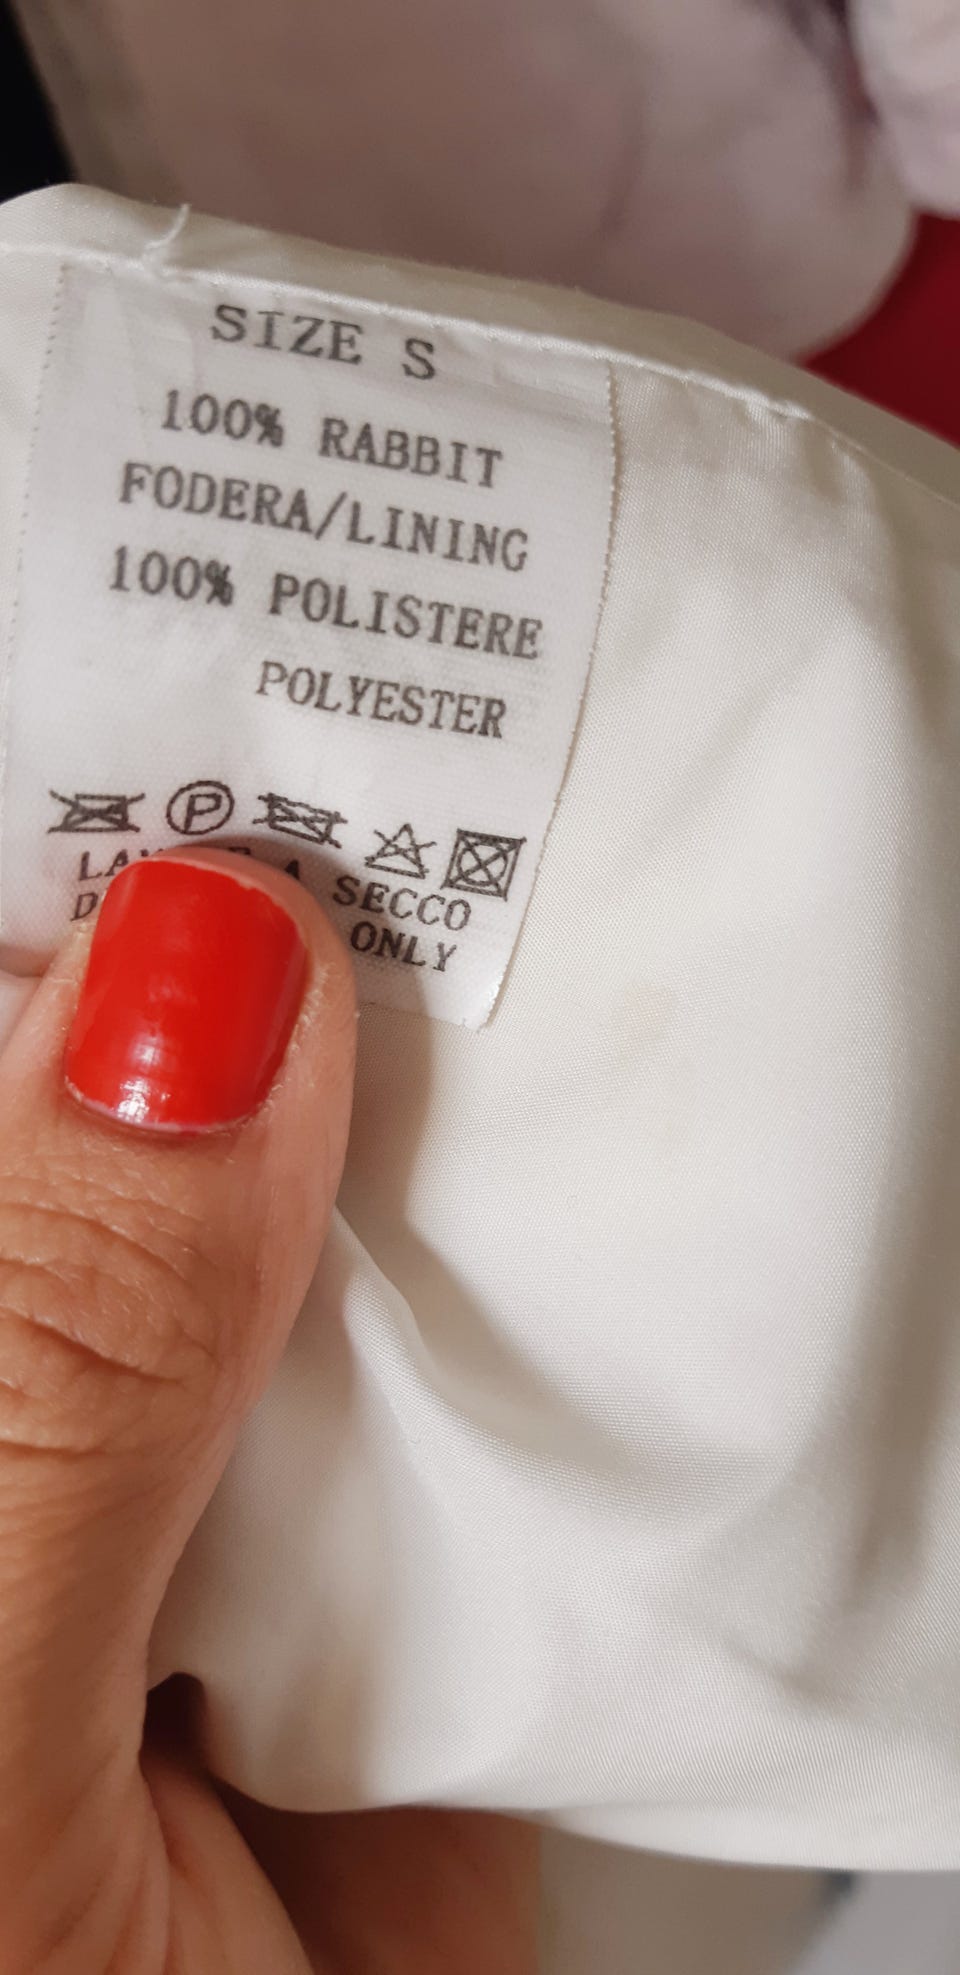 SIZE S
100% RABBIT
FODERA/LINING
100% POLISTERE
POLYESTER
P
A SECCO
ONLY